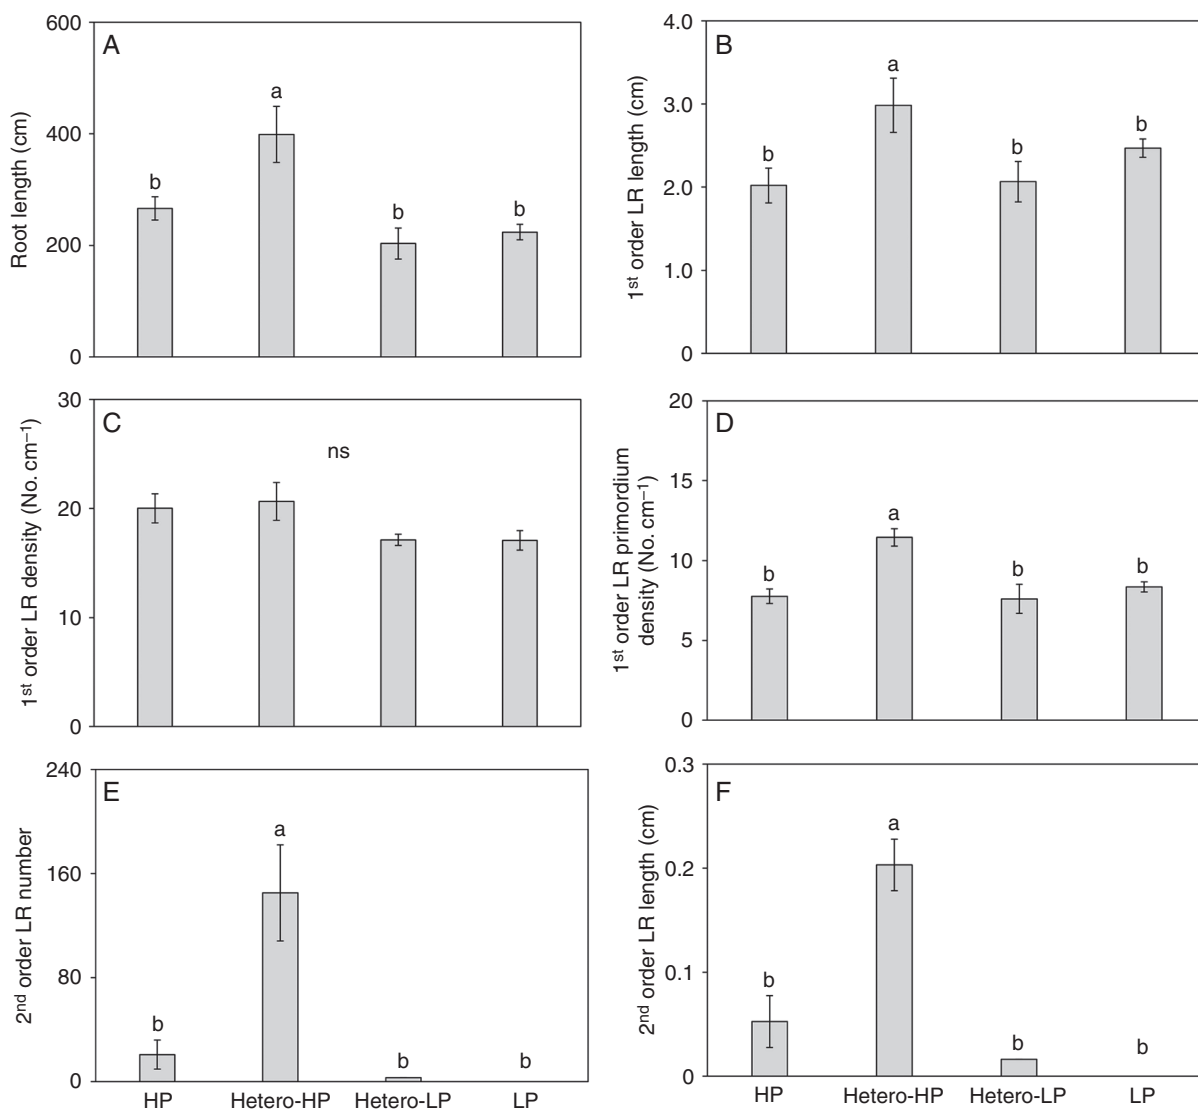 A
Root length (cm)
600
400
200
0
b
a
b
b
B
1st order LR length (cm)
4.0
3.0
2.0
1.0
0
b
a
b
b
C
1st order LR density (No. cm−1)
30
20
10
0
ns
D
1st order LR primordium
density (No. cm−1)
20
15
10
5
0
b
a
b
b
E
2nd order LR number
240
160
80
0
b
a
b
b
HP Hetero-HP Hetero-LP LP
F
2nd order LR length (cm)
0.3
0.2
0.1
0
b
a
b
b
HP Hetero-HP Hetero-LP LP